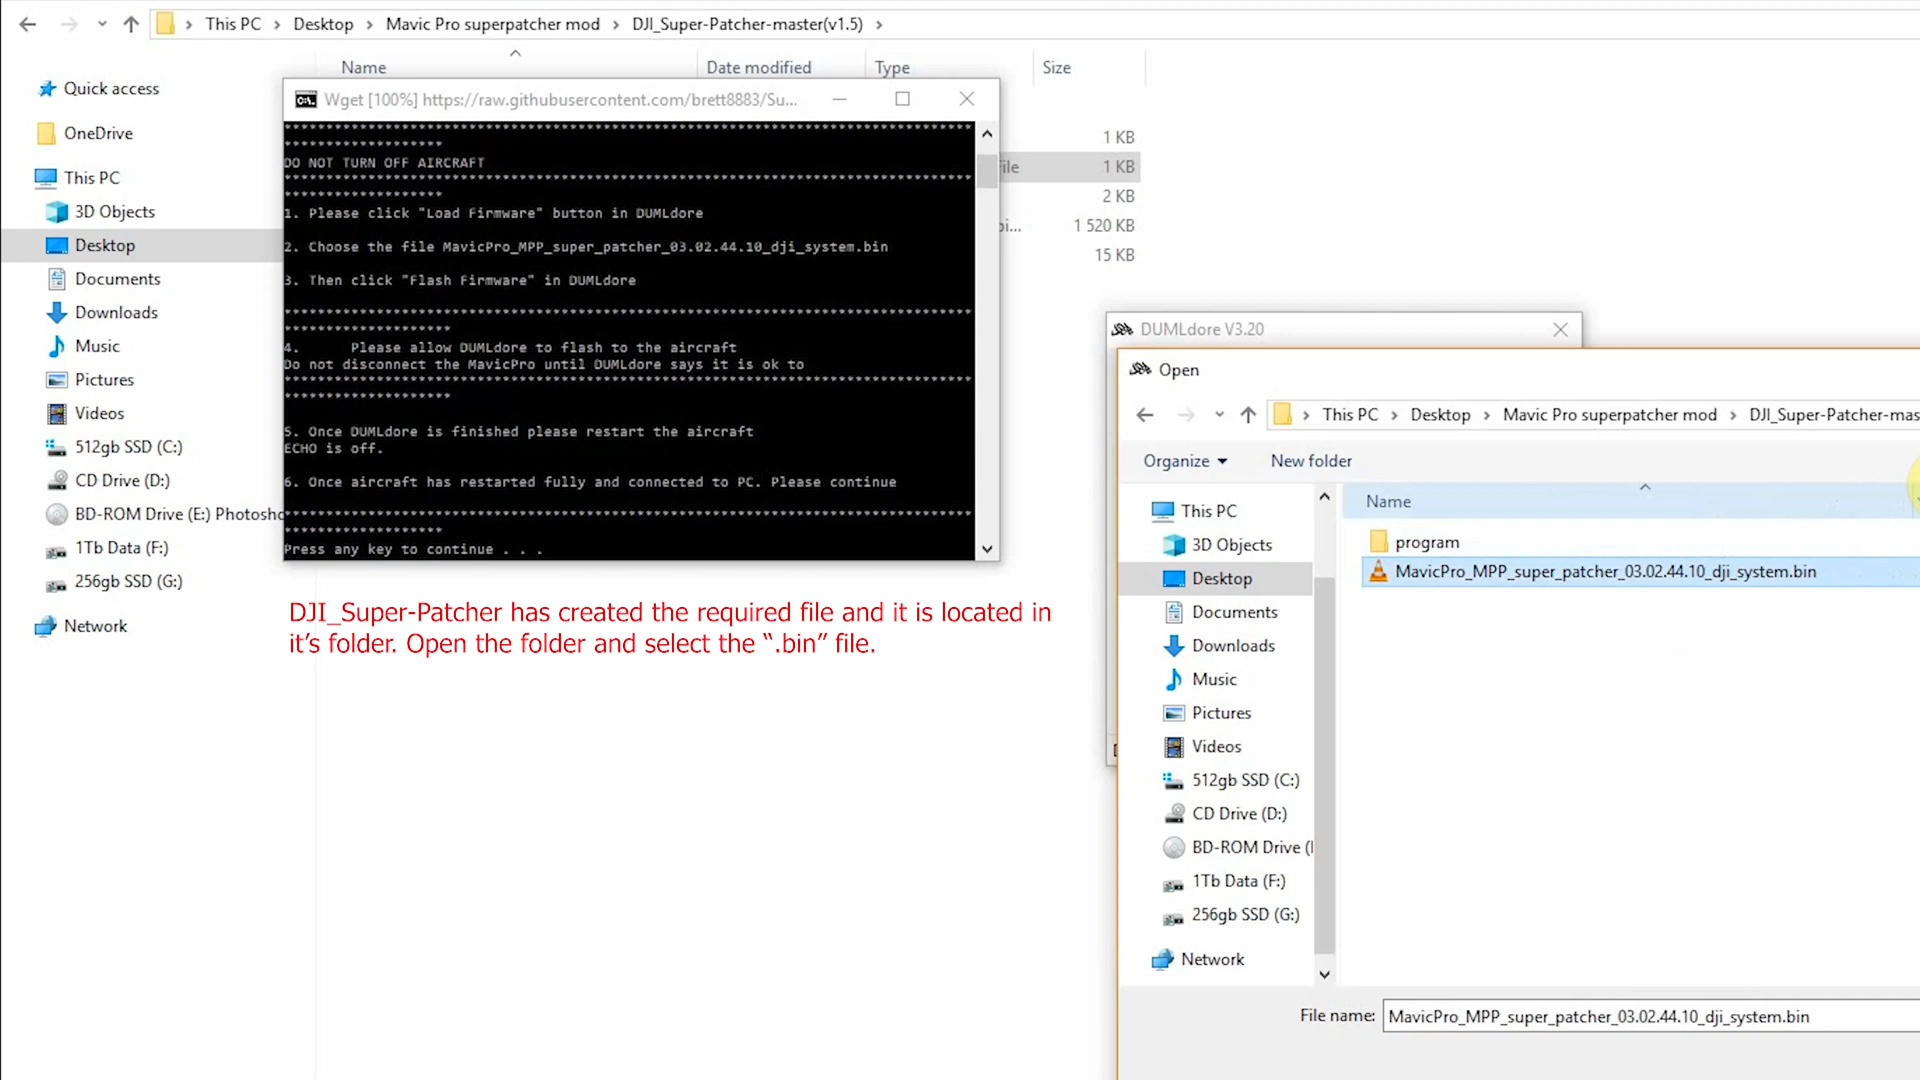 This PC > Desktop > Mavic Pro superpatcher mod > DJI_Super-Patcher-master(v1.5) >
Name Date modified Type Size
Quick access
OneDrive
This PC
3D Objects
Desktop
Documents
Downloads
Music
Pictures
Videos
512gb SSD (C:)
CD Drive (D:)
BD-ROM Drive (E:) Photosho
1Tb Data (F:)
256gb SSD (G:)
Network
1 KB
ile 1 KB
2 KB
oi... 1 520 KB
15 KB
Wget [100%] https://raw.githubusercontent.com/brett8883/Su...
DO NOT TURN OFF AIRCRAFT
1. Please click "Load Firmware" button in DUMLdore
2. Choose the file MavicPro_MPP_super_patcher_03.02.44.10_dji_system.bin
3. Then click "Flash Firmware" in DUMLdore
4. Please allow DUMLdore to flash to the aircraft
Do not disconnect the MavicPro until DUMLdore says it is ok to
5. Once DUMLdore is finished please restart the aircraft
ECHO is off.
6. Once aircraft has restarted fully and connected to PC. Please continue
Press any key to continue . . .
DJI_Super-Patcher has created the required file and it is located in
it’s folder. Open the folder and select the “.bin” file.
DUMLdore V3.20
Open
This PC > Desktop > Mavic Pro superpatcher mod > DJI_Super-Patcher-mas
Organize New folder
This PC
3D Objects
Desktop
Documents
Downloads
Music
Pictures
Videos
512gb SSD (C:)
CD Drive (D:)
BD-ROM Drive (
1Tb Data (F:)
256gb SSD (G:)
Network
Name
program
MavicPro_MPP_super_patcher_03.02.44.10_dji_system.bin
File name: MavicPro_MPP_super_patcher_03.02.44.10_dji_system.bin